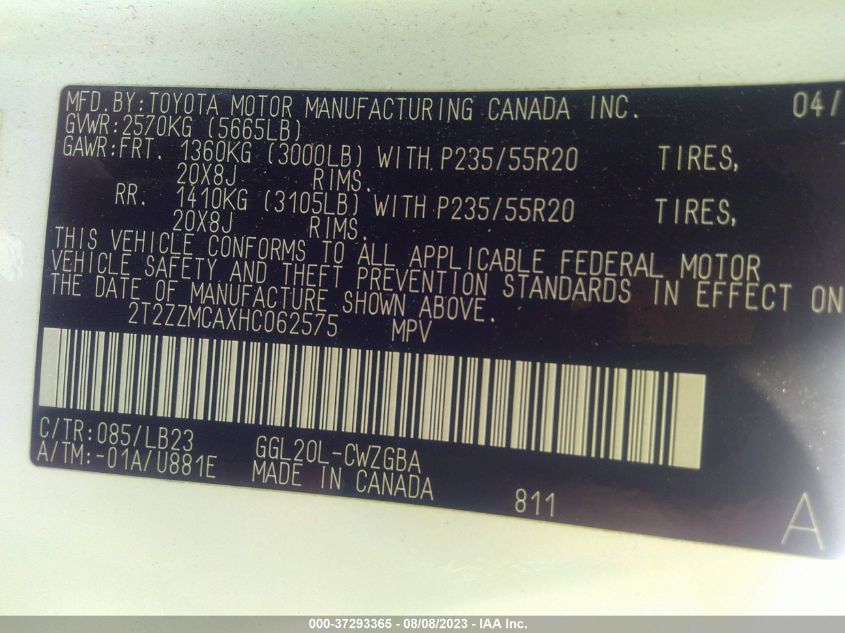 MFD.BY:TOYOTA MOTOR MANUFACTURING CANADA INC. 04/
GVWR:2570KG (5665LB)
GAWR:FRT. 1360KG (3000LB) WITH P235/55R20 TIRES,
20X8J RIMS.
RR. 1410KG (3105LB) WITH P235/55R20 TIRES,
20X8J RIMS.
THIS VEHICLE CONFORMS TO ALL APPLICABLE FEDERAL MOTOR
VEHICLE SAFETY AND THEFT PREVENTION STANDARDS IN EFFECT ON
THE DATE OF MANUFACTURE SHOWN ABOVE.
2T2ZZMCAXHC062575 MPV
C/TR:085/LB23 GGL20L-CWZGBA
A/TM:-01A/U881E MADE IN CANADA 811 A
000-37293365 - 08/08/2023 - IAA Inc.